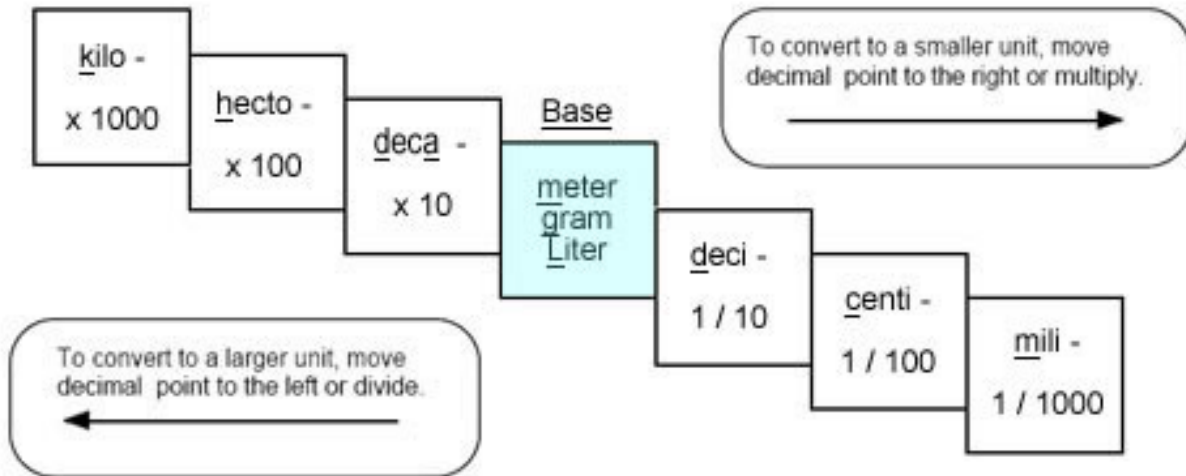 kilo -
x 1000
hecto -
x 100
deca -
x 10
Base
meter
gram
Liter
deci -
1 / 10
centi -
1 / 100
mili -
1 / 1000
To convert to a smaller unit, move
decimal point to the right or multiply.
To convert to a larger unit, move
decimal point to the left or divide.